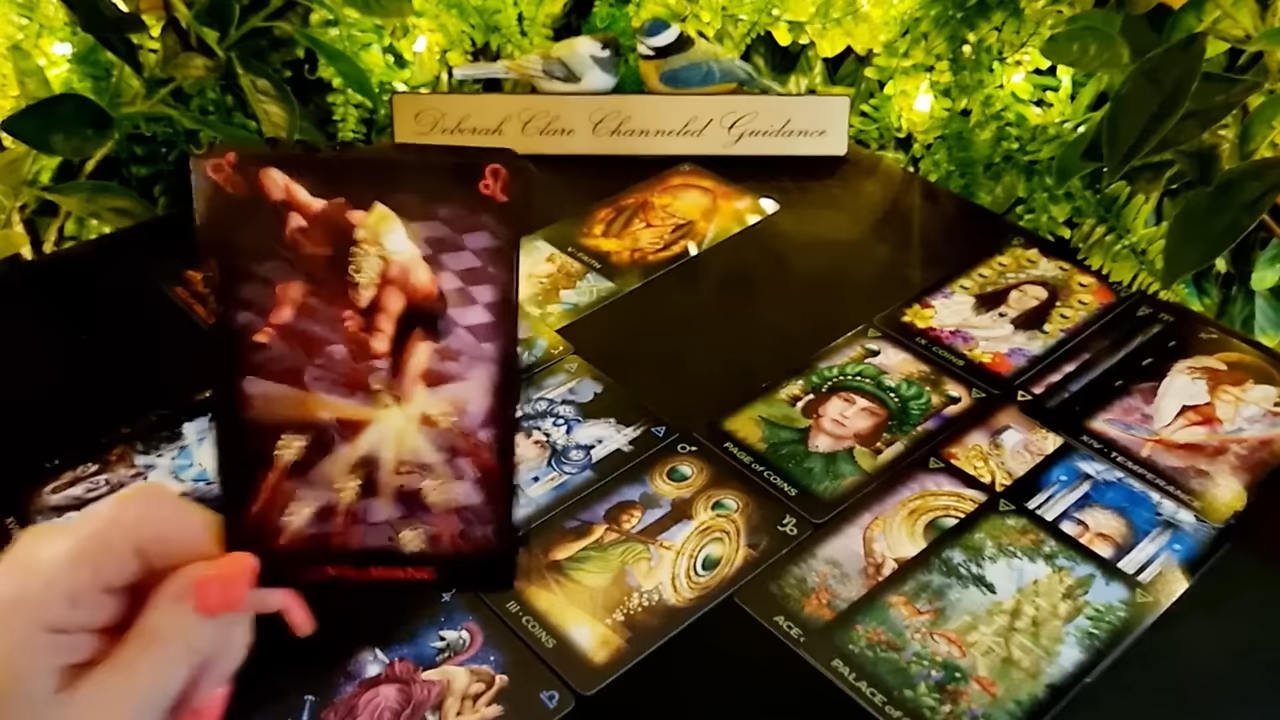 Deborah Clare Channeled Guidance
V · FAITH
IX · COINS
PAGE of COINS
XIV · TEMPERANCE
III · COINS
ACE
PALACE of